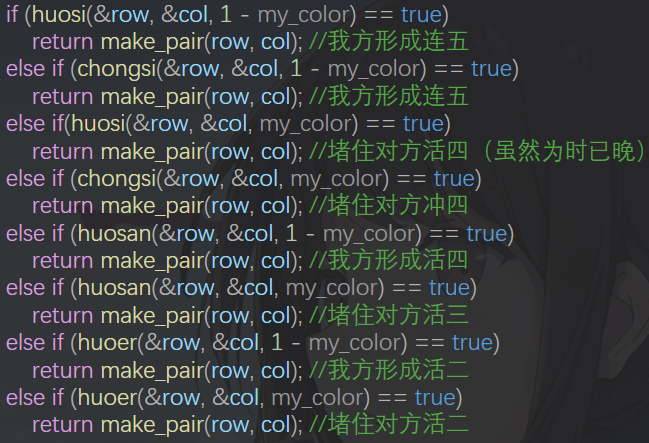 if (huosi(&row, &col, 1 - my_color) == true)
return make_pair(row, col); //我方形成连五
else if (chongsi(&row, &col, 1 - my_color) == true)
return make_pair(row, col); //我方形成连五
else if(huosi(&row, &col, my_color) == true)
return make_pair(row, col); //堵住对方活四（虽然为时已晚）
else if (chongsi(&row, &col, my_color) == true)
return make_pair(row, col); //堵住对方冲四
else if (huosan(&row, &col, 1 - my_color) == true)
return make_pair(row, col); //我方形成活四
else if (huosan(&row, &col, my_color) == true)
return make_pair(row, col); //堵住对方活三
else if (huoer(&row, &col, 1 - my_color) == true)
return make_pair(row, col); //我方形成活二
else if (huoer(&row, &col, my_color) == true)
return make_pair(row, col); //堵住对方活二